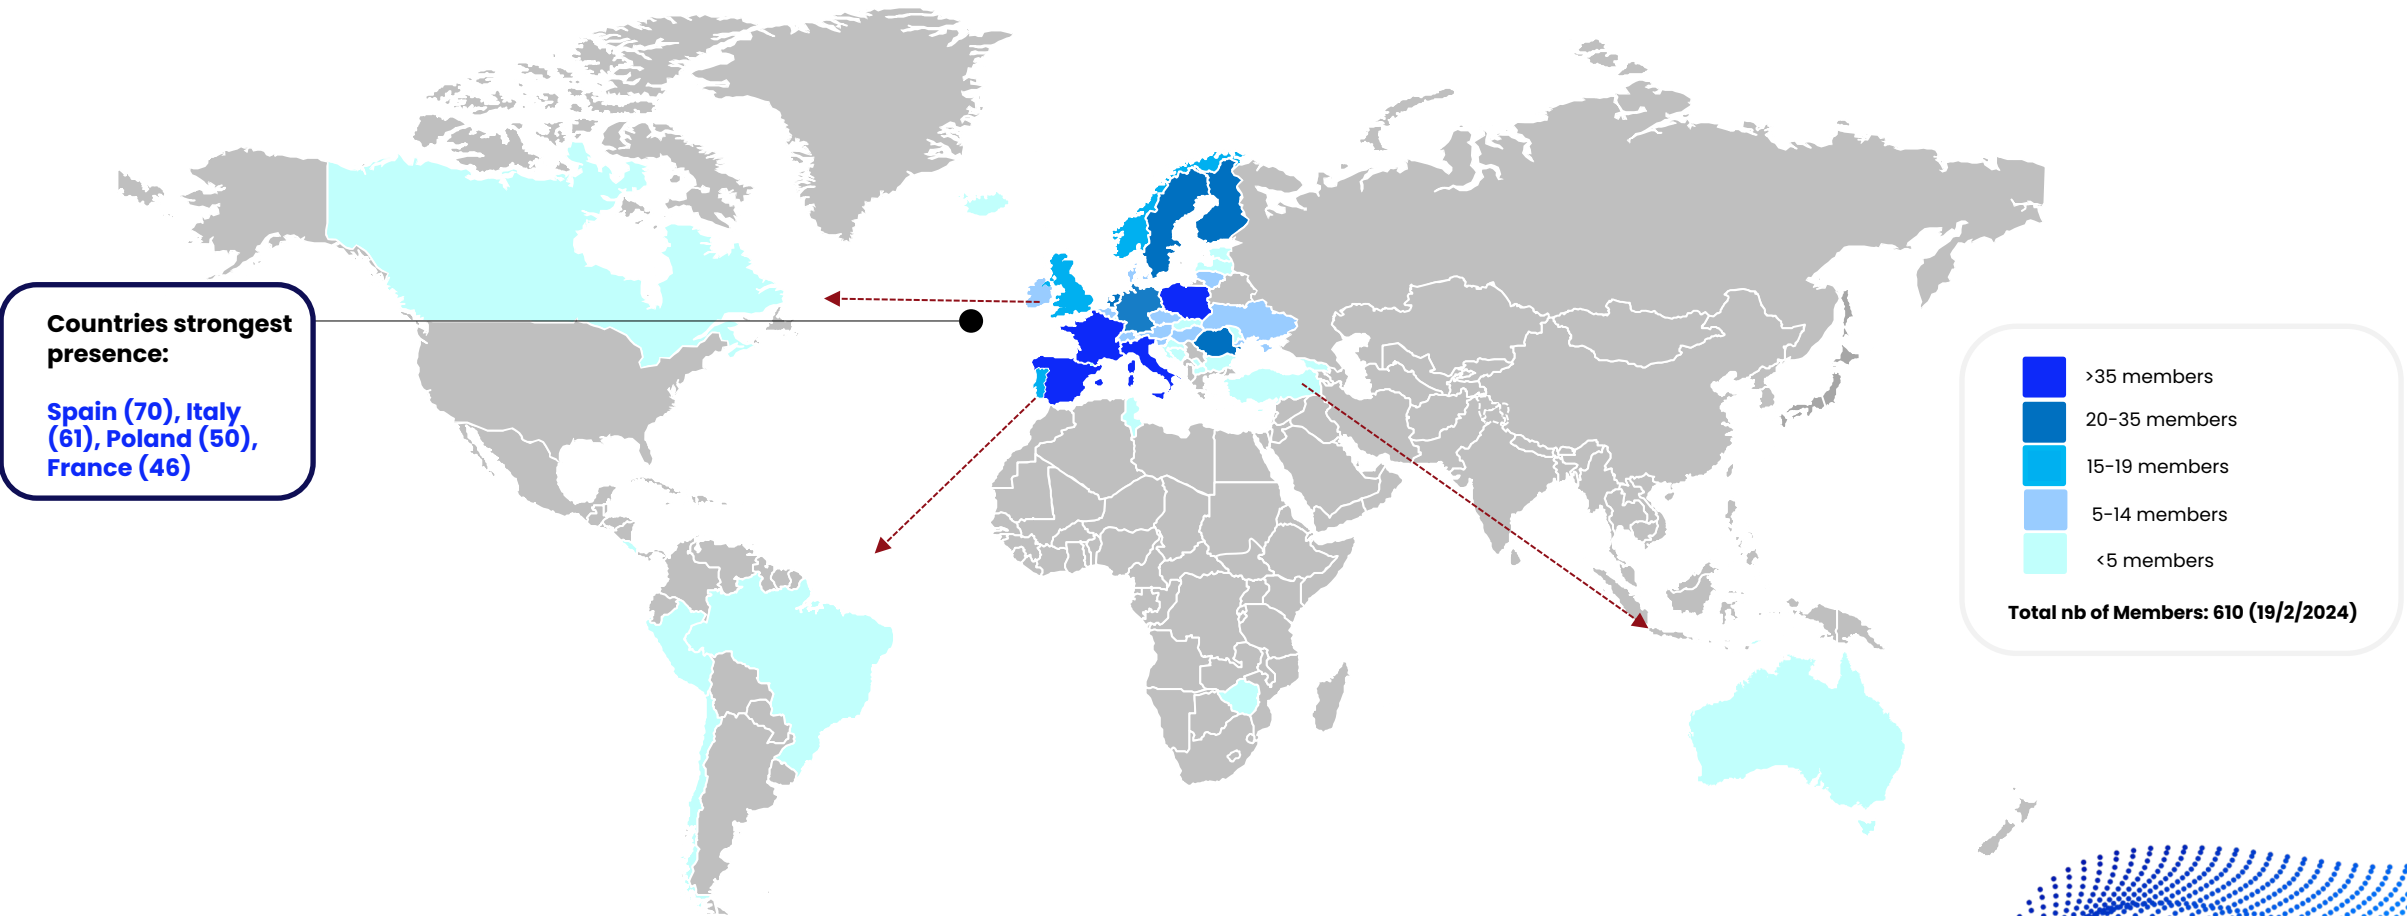 Countries strongest
presence:
Spain (70), Italy
(61), Poland (50),
France (46)
>35 members
20-35 members
15-19 members
5-14 members
<5 members
Total nb of Members: 610 (19/2/2024)